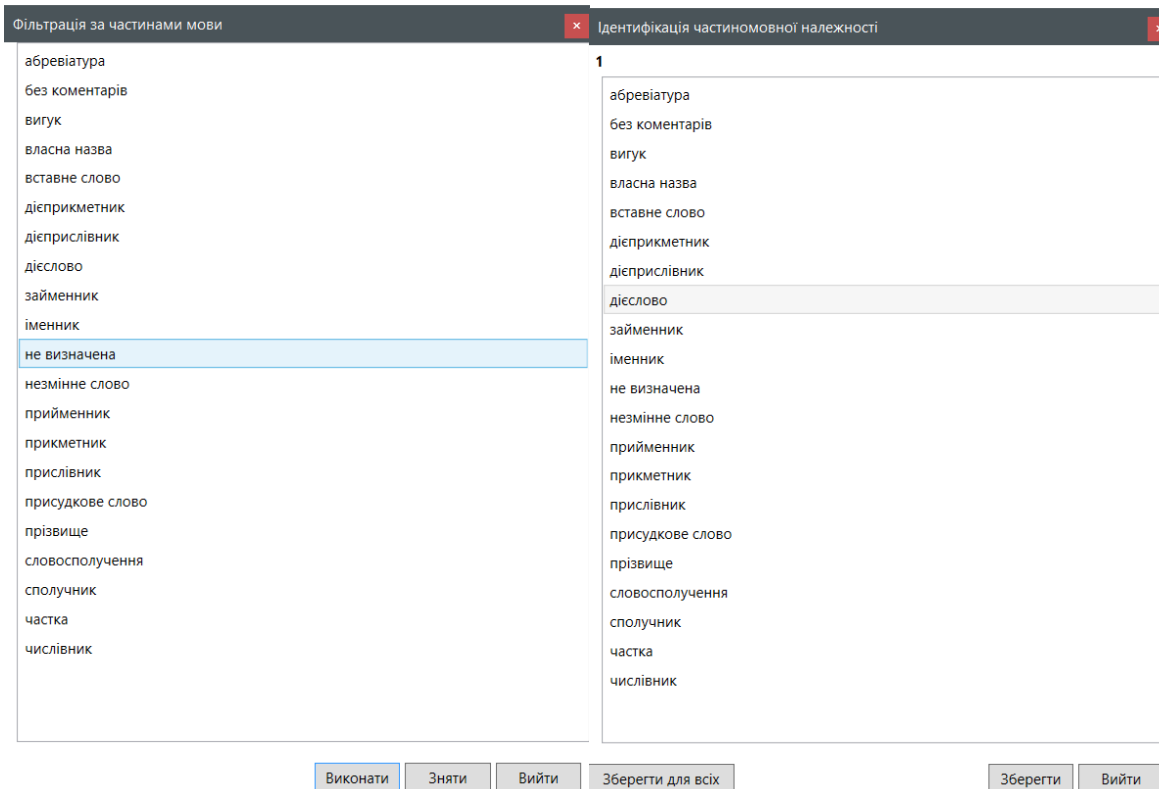 Фільтрація за частинами мови
абревіатура
без коментарів
вигук
власна назва
вставне слово
дієприкметник
дієприслівник
дієслово
займенник
іменник
не визначена
незмінне слово
прийменник
прикметник
прислівник
присудкове слово
прізвище
словосполучення
сполучник
частка
числівник
Виконати Зняти Вийти
Ідентифікація частиномовної належності
1
абревіатура
без коментарів
вигук
власна назва
вставне слово
дієприкметник
дієприслівник
дієслово
займенник
іменник
не визначена
незмінне слово
прийменник
прикметник
прислівник
присудкове слово
прізвище
словосполучення
сполучник
частка
числівник
Зберегти для всіх Зберегти Вийти